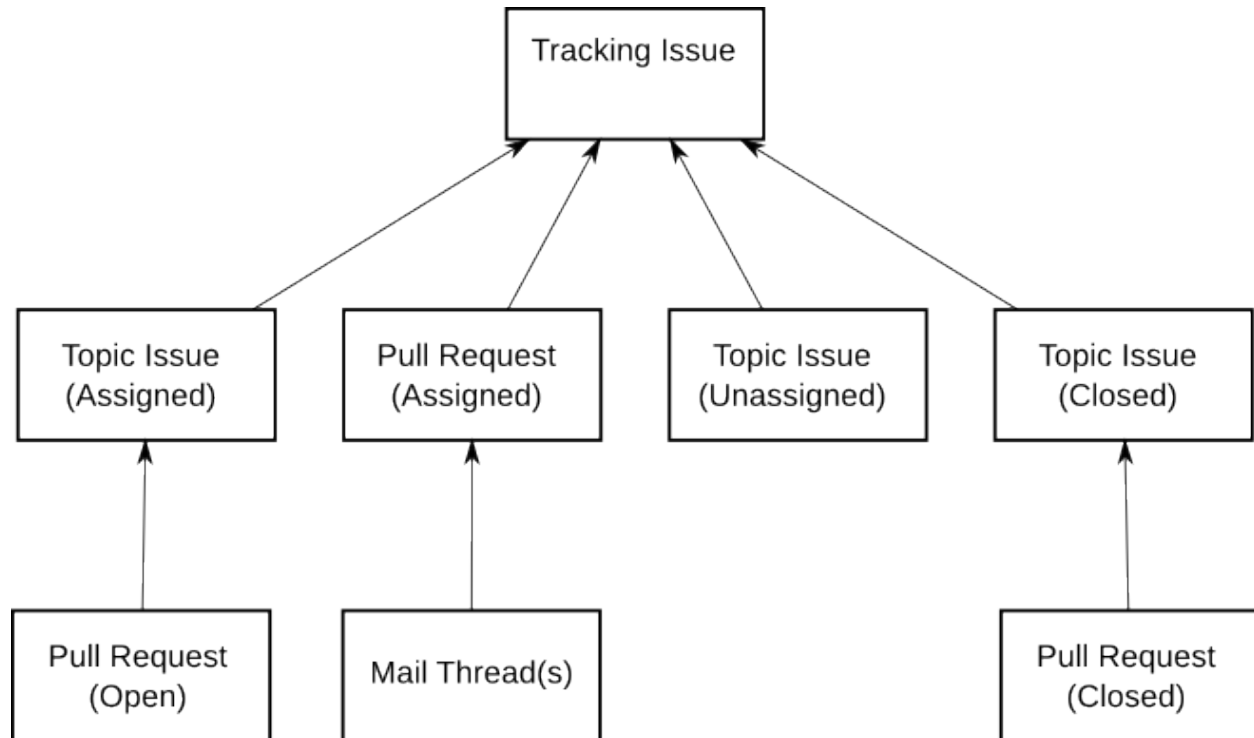 Tracking Issue
Topic Issue
(Assigned)
Pull Request
(Assigned)
Topic Issue
(Unassigned)
Topic Issue
(Closed)
Pull Request
(Open)
Mail Thread(s)
Pull Request
(Closed)